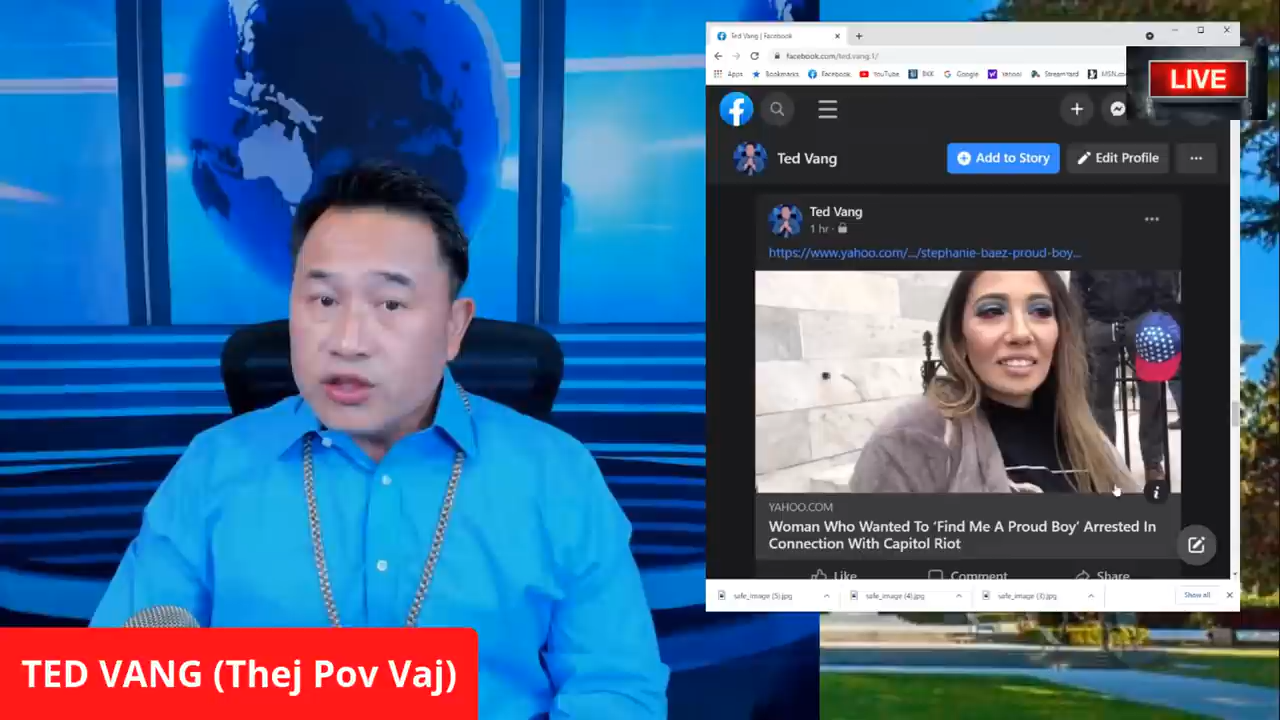 Ted Vang | Facebook
facebook.com/ted.vang.1/
Apps Bookmarks Facebook YouTube BKK Google Yahoo! StreamYard
LIVE
Ted Vang
Add to Story
Edit Profile
Ted Vang
1 hr
https://www.yahoo.com/.../stephanie-baez-proud-boy...
YAHOO.COM
Woman Who Wanted To ‘Find Me A Proud Boy’ Arrested In
Connection With Capitol Riot
Like Comment Share
safe_image (5).jpg safe_image (4).jpg safe_image (3).jpg Show all
TED VANG (Thej Pov Vaj)